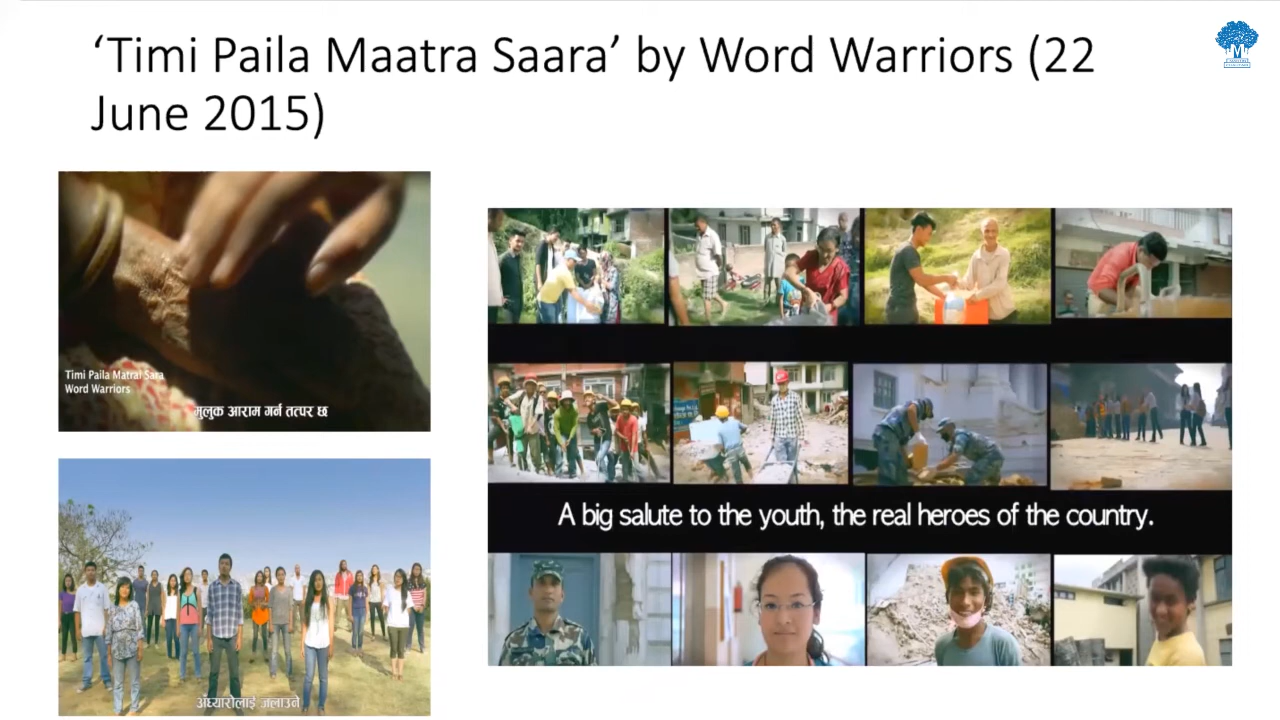 ‘Timi Paila Maatra Saara’ by Word Warriors (22
June 2015)
Timi Paila Matrai Sara
Word Warriors
मुलुक आराम गर्न तत्पर छ
अँध्यारोलाई जलाउने
A big salute to the youth, the real heroes of the country.
M